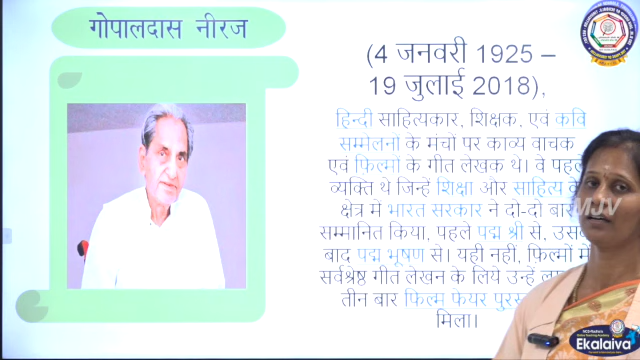 गोपालदास नीरज
(4 जनवरी 1925 –
19 जुलाई 2018),
हिन्दी साहित्यकार, शिक्षक, एवं कवि
सम्मेलनों के मंचों पर काव्य वाचक
एवं फ़िल्मों के गीत लेखक थे। वे पहले
व्यक्ति थे जिन्हें शिक्षा और साहित्य के
क्षेत्र में भारत सरकार ने दो-दो बार
सम्मानित किया, पहले पद्म श्री से, उसके
बाद पद्म भूषण से। यही नहीं, फ़िल्मों में
सर्वश्रेष्ठ गीत लेखन के लिये उन्हें
तीन बार फिल्म फेयर
मिला।
MJV
Ekalaiva